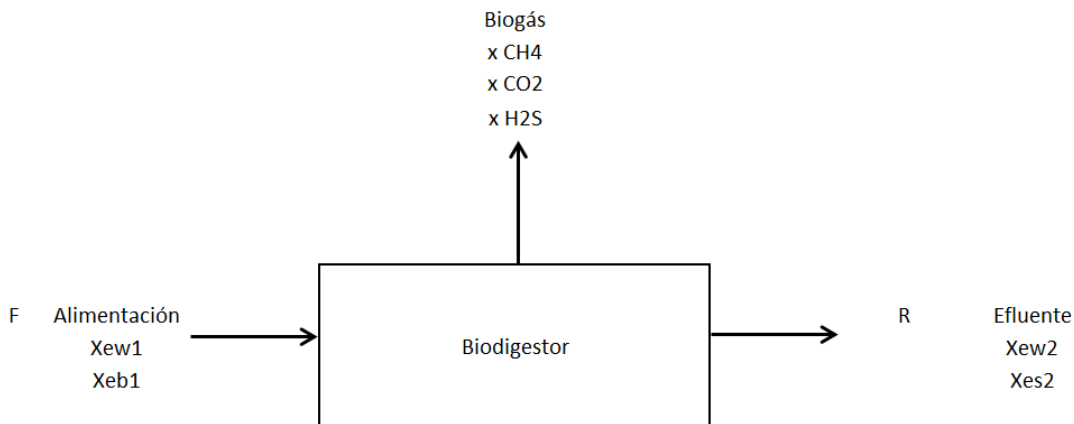 Biogás
x CH4
x CO2
x H2S
F Alimentación
Xew1
Xeb1
Biodigestor
R Efluente
Xew2
Xes2